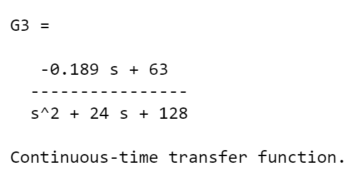 G3 =
-0.189 s + 63
----------------
s^2 + 24 s + 128
Continuous-time transfer function.